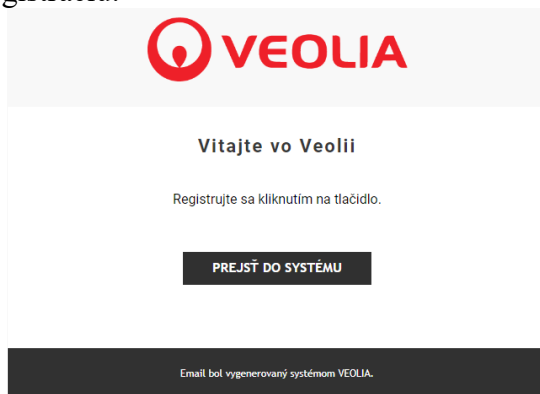 VEOLIA
Vitajte vo Veolii
Registrujte sa kliknutím na tlačidlo.
PREJSŤ DO SYSTÉMU
Email bol vygenerovaný systémom VEOLIA.